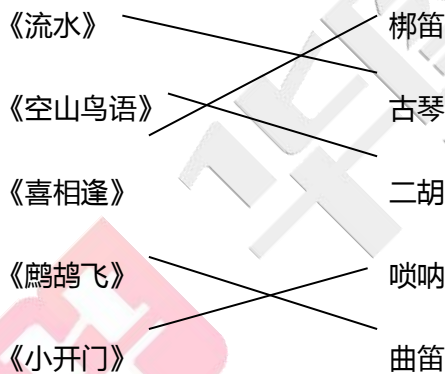 《流水》 梆笛
《空山鸟语》 古琴
《喜相逢》 二胡
《鹧鸪飞》 唢呐
《小开门》 曲笛